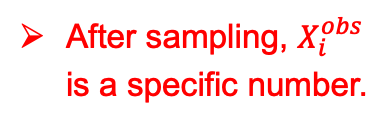 ➢ After sampling, $X_i^{obs}$
is a specific number.